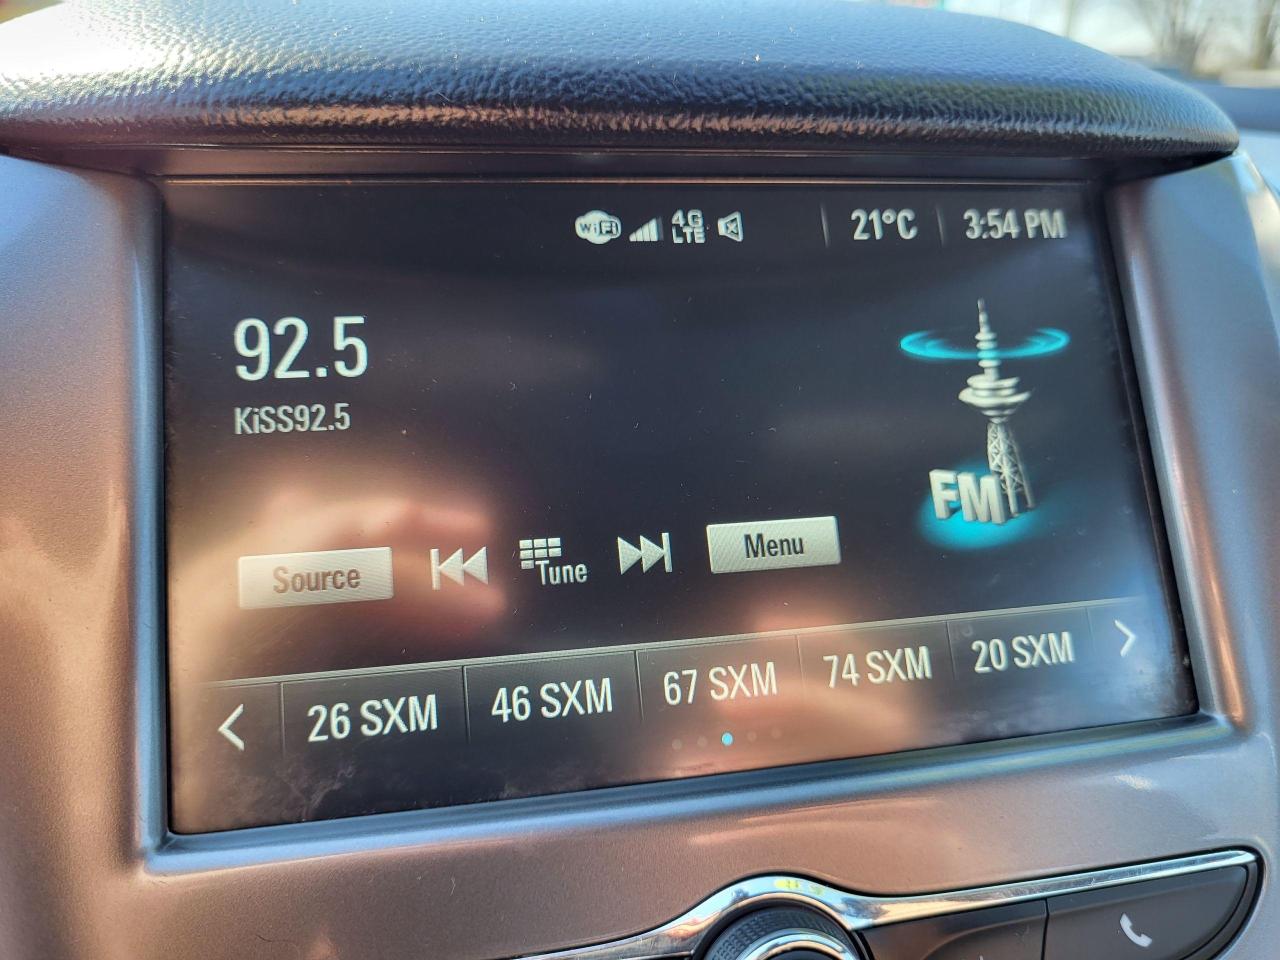 WiFi 4G LTE 21°C 3:54 PM
92.5
KiSS92.5
FM
Source Tune Menu
26 SXM 46 SXM 67 SXM 74 SXM 20 SXM